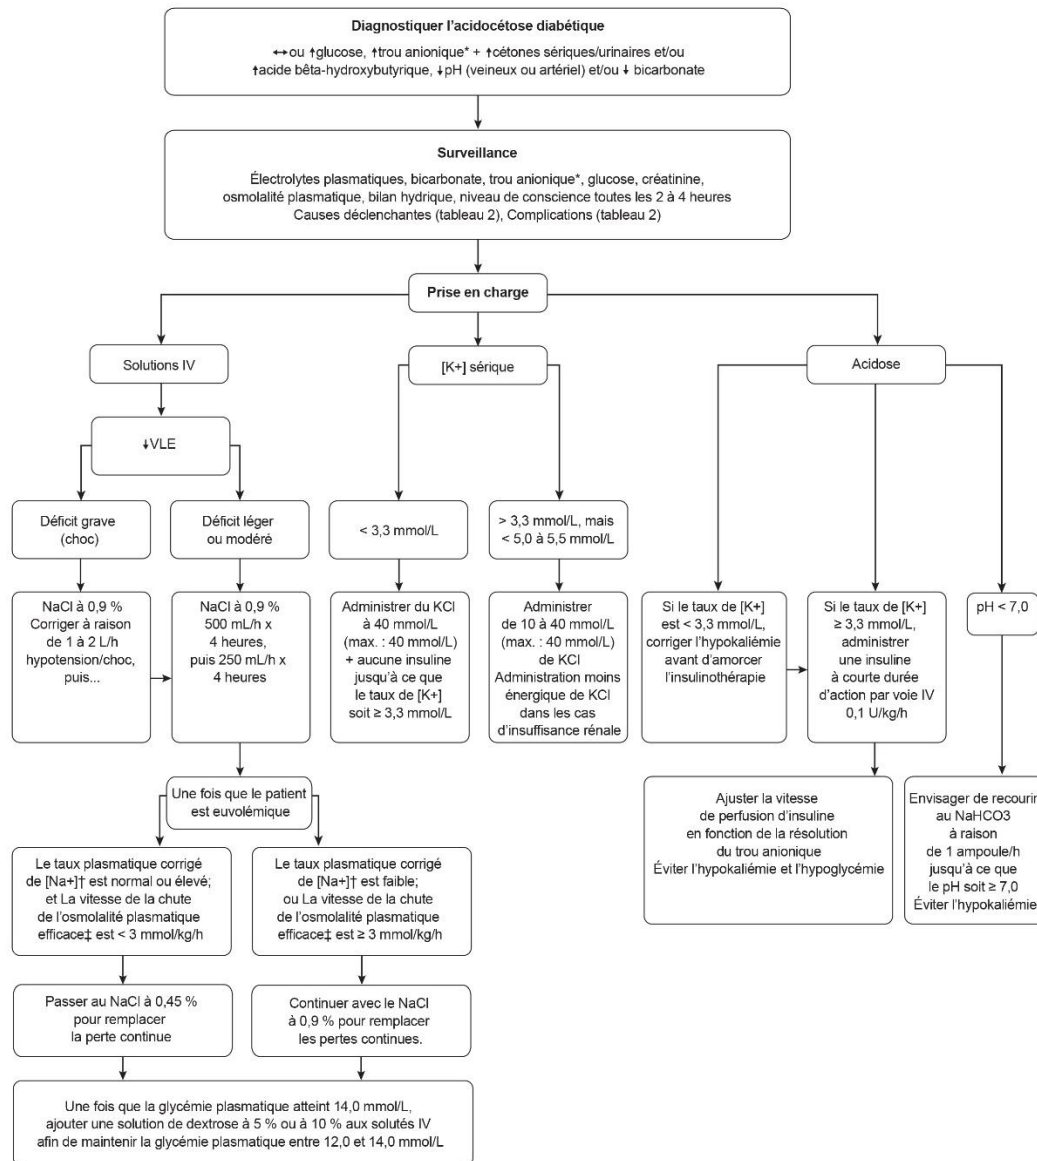 Diagnostiquer l'acidocétose diabétique
↔ou ↑glucose, ↑trou anionique* + ↑cétones sériques/urinaires et/ou
↑acide bêta-hydroxybutyrique, ↓pH (veineux ou artériel) et/ou ↓ bicarbonate
Surveillance
Électrolytes plasmatiques, bicarbonate, trou anionique*, glucose, créatinine,
osmolalité plasmatique, bilan hydrique, niveau de conscience toutes les 2 à 4 heures
Causes déclenchantes (tableau 2), Complications (tableau 2)
Prise en charge
Solutions IV
[K+] sérique
Acidose
↓VLE
Déficit grave
(choc)
Déficit léger
ou modéré
< 3,3 mmol/L
> 3,3 mmol/L, mais
< 5,0 à 5,5 mmol/L
NaCl à 0,9 %
Corriger à raison
de 1 à 2 L/h
hypotension/choc,
puis...
NaCl à 0,9 %
500 mL/h x
4 heures,
puis 250 mL/h x
4 heures
Administrer du KCl
à 40 mmol/L
(max. : 40 mmol/L)
+ aucune insuline
jusqu'à ce que
le taux de [K+]
soit ≥ 3,3 mmol/L
Administrer
de 10 à 40 mmol/L
(max. : 40 mmol/L)
de KCl
Administration moins
énergique de KCl
dans les cas
d'insuffisance rénale
Si le taux de [K+]
est < 3,3 mmol/L,
corriger l'hypokaliémie
avant d'amorcer
l'insulinothérapie
Si le taux de [K+]
≥ 3,3 mmol/L,
administrer
une insuline
à courte durée
d'action par voie IV
0,1 U/kg/h
pH < 7,0
Une fois que le patient
est euvolémique
Ajuster la vitesse
de perfusion d'insuline
en fonction de la résolution
du trou anionique
Éviter l'hypokaliémie et l'hypoglycémie
Envisager de recourir
au NaHCO3
à raison
de 1 ampoule/h
jusqu'à ce que
le pH soit ≥ 7,0
Éviter l'hypokaliémie
Le taux plasmatique corrigé
de [Na+]† est normal ou élevé;
et La vitesse de la chute
de l'osmolalité plasmatique
efficace‡ est < 3 mmol/kg/h
Le taux plasmatique corrigé
de [Na+]† est faible;
ou La vitesse de la chute
de l'osmolalité plasmatique
efficace‡ est ≥ 3 mmol/kg/h
Passer au NaCl à 0,45 %
pour remplacer
la perte continue
Continuer avec le NaCl
à 0,9 % pour remplacer
les pertes continues.
Une fois que la glycémie plasmatique atteint 14,0 mmol/L,
ajouter une solution de dextrose à 5 % ou à 10 % aux solutés IV
afin de maintenir la glycémie plasmatique entre 12,0 et 14,0 mmol/L